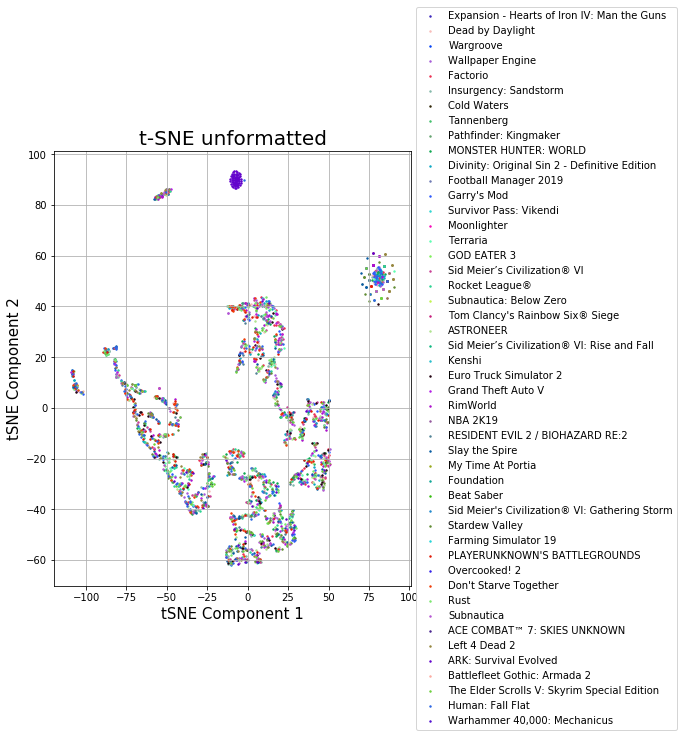 t-SNE unformatted
100
80
60
40
20
0
−20
−40
−60
tSNE Component 2
−100
−75
−50
−25
0
25
50
75
100
tSNE Component 1
Expansion - Hearts of Iron IV: Man the Guns
Dead by Daylight
Wargroove
Wallpaper Engine
Factorio
Insurgency: Sandstorm
Cold Waters
Tannenberg
Pathfinder: Kingmaker
MONSTER HUNTER: WORLD
Divinity: Original Sin 2 - Definitive Edition
Football Manager 2019
Garry's Mod
Survivor Pass: Vikendi
Moonlighter
Terraria
GOD EATER 3
Sid Meier’s Civilization® VI
Rocket League®
Subnautica: Below Zero
Tom Clancy's Rainbow Six® Siege
ASTRONEER
Sid Meier’s Civilization® VI: Rise and Fall
Kenshi
Euro Truck Simulator 2
Grand Theft Auto V
RimWorld
NBA 2K19
RESIDENT EVIL 2 / BIOHAZARD RE:2
Slay the Spire
My Time At Portia
Foundation
Beat Saber
Sid Meier's Civilization® VI: Gathering Storm
Stardew Valley
Farming Simulator 19
PLAYERUNKNOWN'S BATTLEGROUNDS
Overcooked! 2
Don't Starve Together
Rust
Subnautica
ACE COMBAT™ 7: SKIES UNKNOWN
Left 4 Dead 2
ARK: Survival Evolved
Battlefleet Gothic: Armada 2
The Elder Scrolls V: Skyrim Special Edition
Human: Fall Flat
Warhammer 40,000: Mechanicus